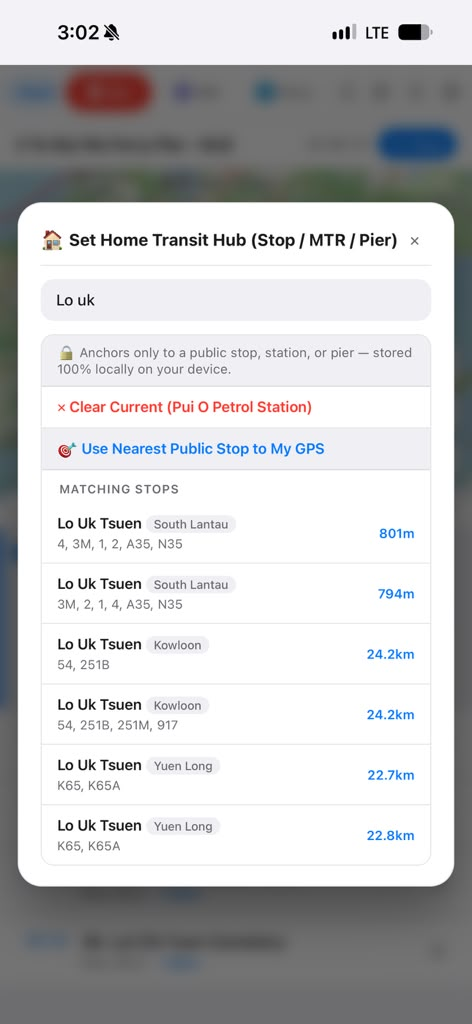 3:02
LTE
Set Home Transit Hub (Stop / MTR / Pier) ×
Lo uk
Anchors only to a public stop, station, or pier — stored
100% locally on your device.
× Clear Current (Pui O Petrol Station)
Use Nearest Public Stop to My GPS
MATCHING STOPS
Lo Uk Tsuen South Lantau
801m
4, 3M, 1, 2, A35, N35
Lo Uk Tsuen South Lantau
794m
3M, 2, 1, 4, A35, N35
Lo Uk Tsuen Kowloon
24.2km
54, 251B
Lo Uk Tsuen Kowloon
24.2km
54, 251B, 251M, 917
Lo Uk Tsuen Yuen Long
22.7km
K65, K65A
Lo Uk Tsuen Yuen Long
22.8km
K65, K65A